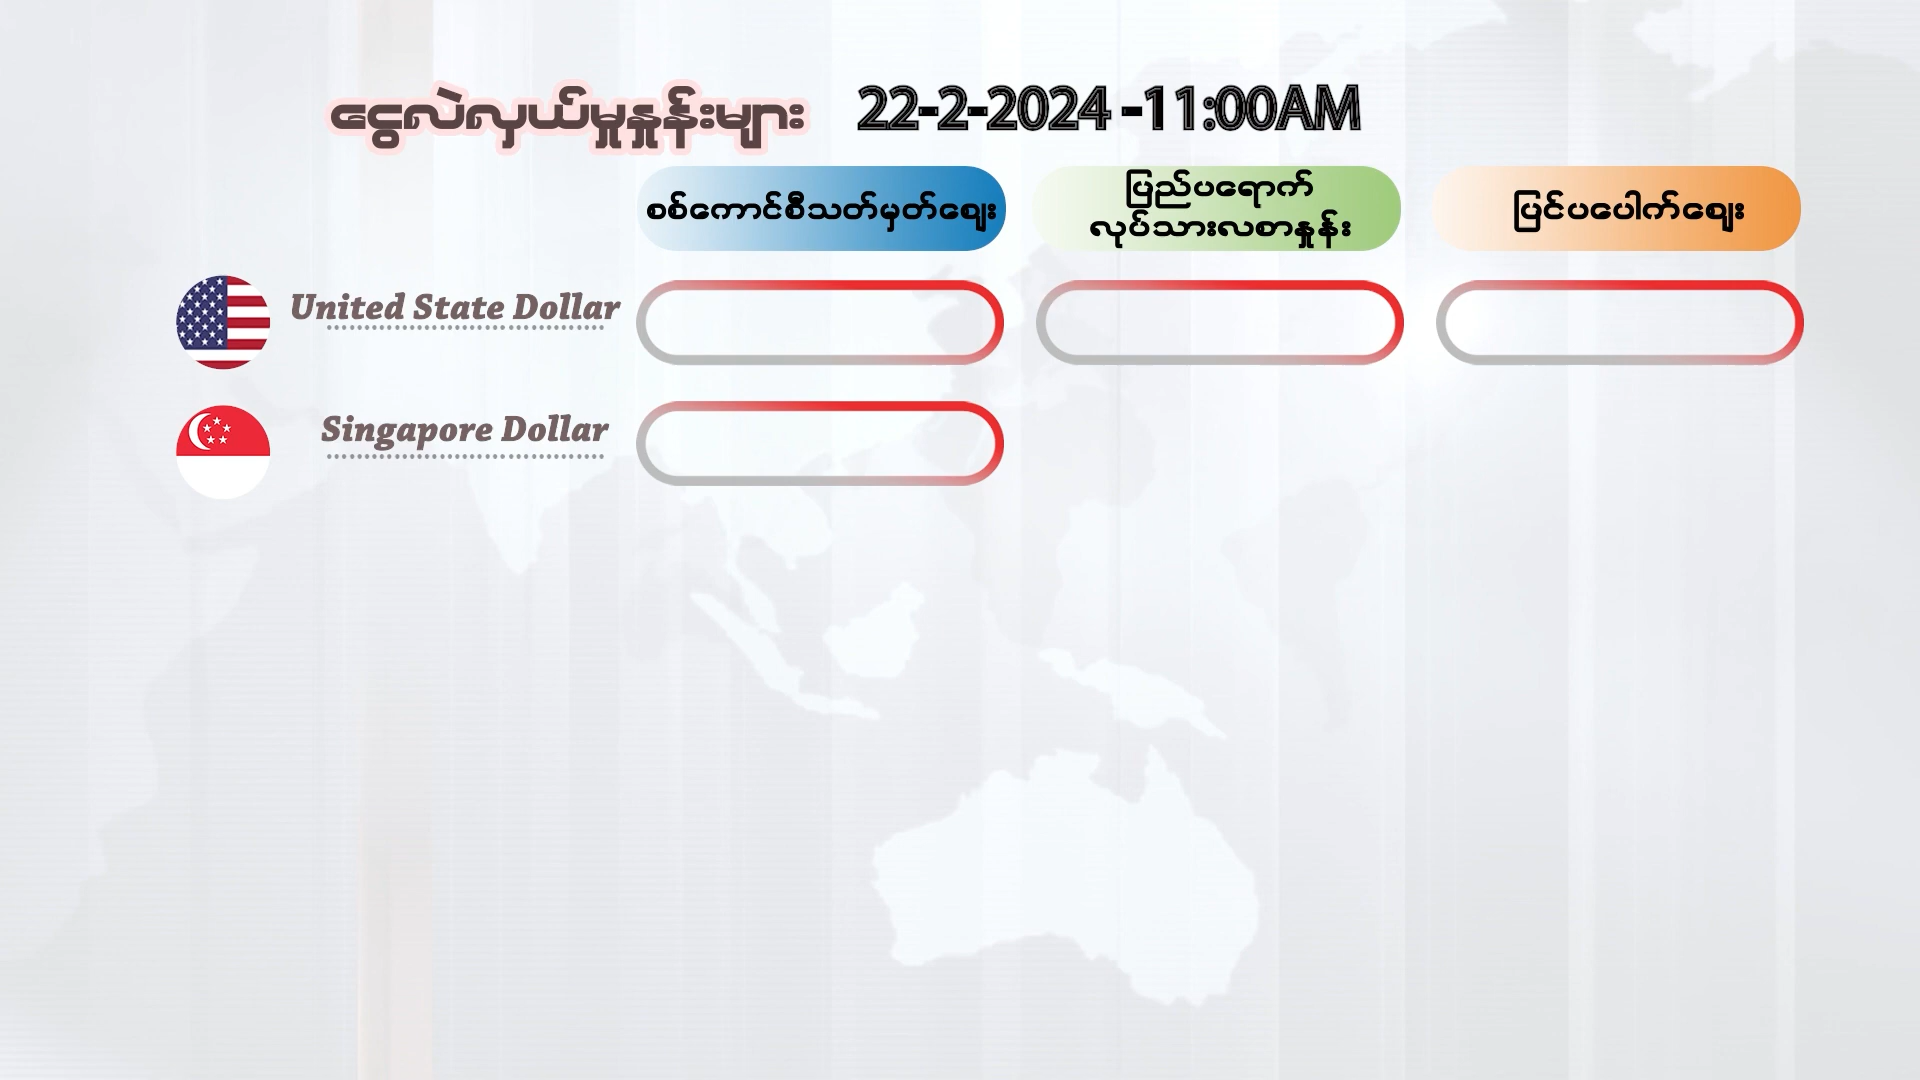 ငွေလဲလှယ်မှုနှုန်းများ 22-2-2024 -11:00AM
စစ်ကောင်စီသတ်မှတ်စျေး
ပြည်ပရောက်
လုပ်သားလစာနှုန်း
ပြင်ပပေါက်စျေး
United State Dollar
Singapore Dollar